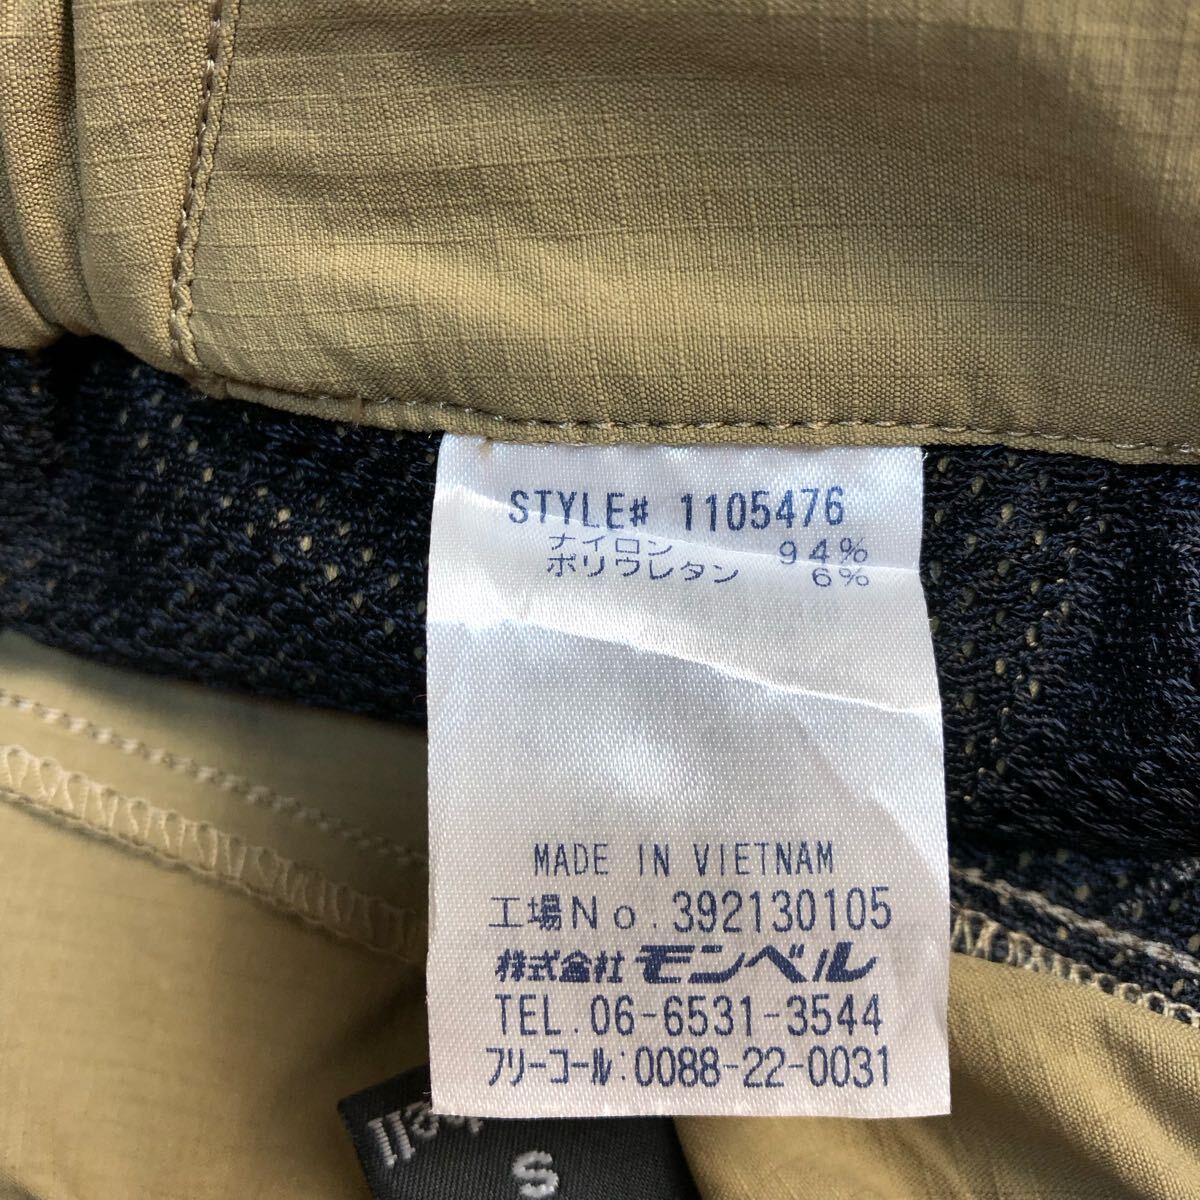 STYLE# 1105476
ナイロン 94%
ポリウレタン 6%
MADE IN VIETNAM
工場No.392130105
株式会社モンベル
TEL.06-6531-3544
フリーコール:0088-22-0031
S